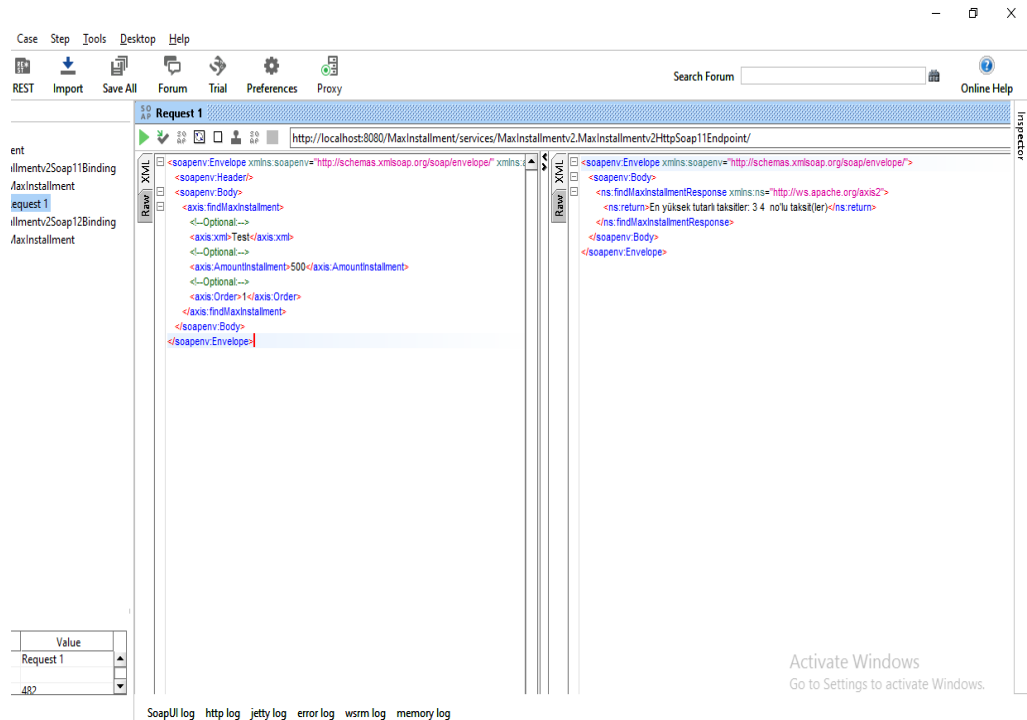 Case Step Tools Desktop Help
REST Import Save All Forum Trial Preferences Proxy Search Forum Online Help
SO AP Request 1
http://localhost:8080/MaxInstallment/services/MaxInstallmentv2.MaxInstallmentv2HttpSoap11Endpoint/
Inspector
ent
llmentv2Soap11Binding
MaxInstallment
equest 1
llmentv2Soap12Binding
MaxInstallment
XML
Raw
<soapenv:Envelope xmlns:soapenv="http://schemas.xmlsoap.org/soap/envelope/" xmlns:a
<soapenv:Header/>
<soapenv:Body>
<axis:findMaxInstallment>
<!--Optional:-->
<axis:xml>Test</axis:xml>
<!--Optional:-->
<axis:AmountInstallment>500</axis:AmountInstallment>
<!--Optional:-->
<axis:Order>1</axis:Order>
</axis:findMaxInstallment>
</soapenv:Body>
</soapenv:Envelope>
XML
Raw
<soapenv:Envelope xmlns:soapenv="http://schemas.xmlsoap.org/soap/envelope/">
<soapenv:Body>
<ns:findMaxInstallmentResponse xmlns:ns="http://ws.apache.org/axis2">
<ns:return>En yüksek tutarlı taksitler: 3 4  no'lu taksit(ler)</ns:return>
</ns:findMaxInstallmentResponse>
</soapenv:Body>
</soapenv:Envelope>
Value
Request 1
482
Activate Windows
Go to Settings to activate Windows.
SoapUI log http log jetty log error log wsrm log memory log